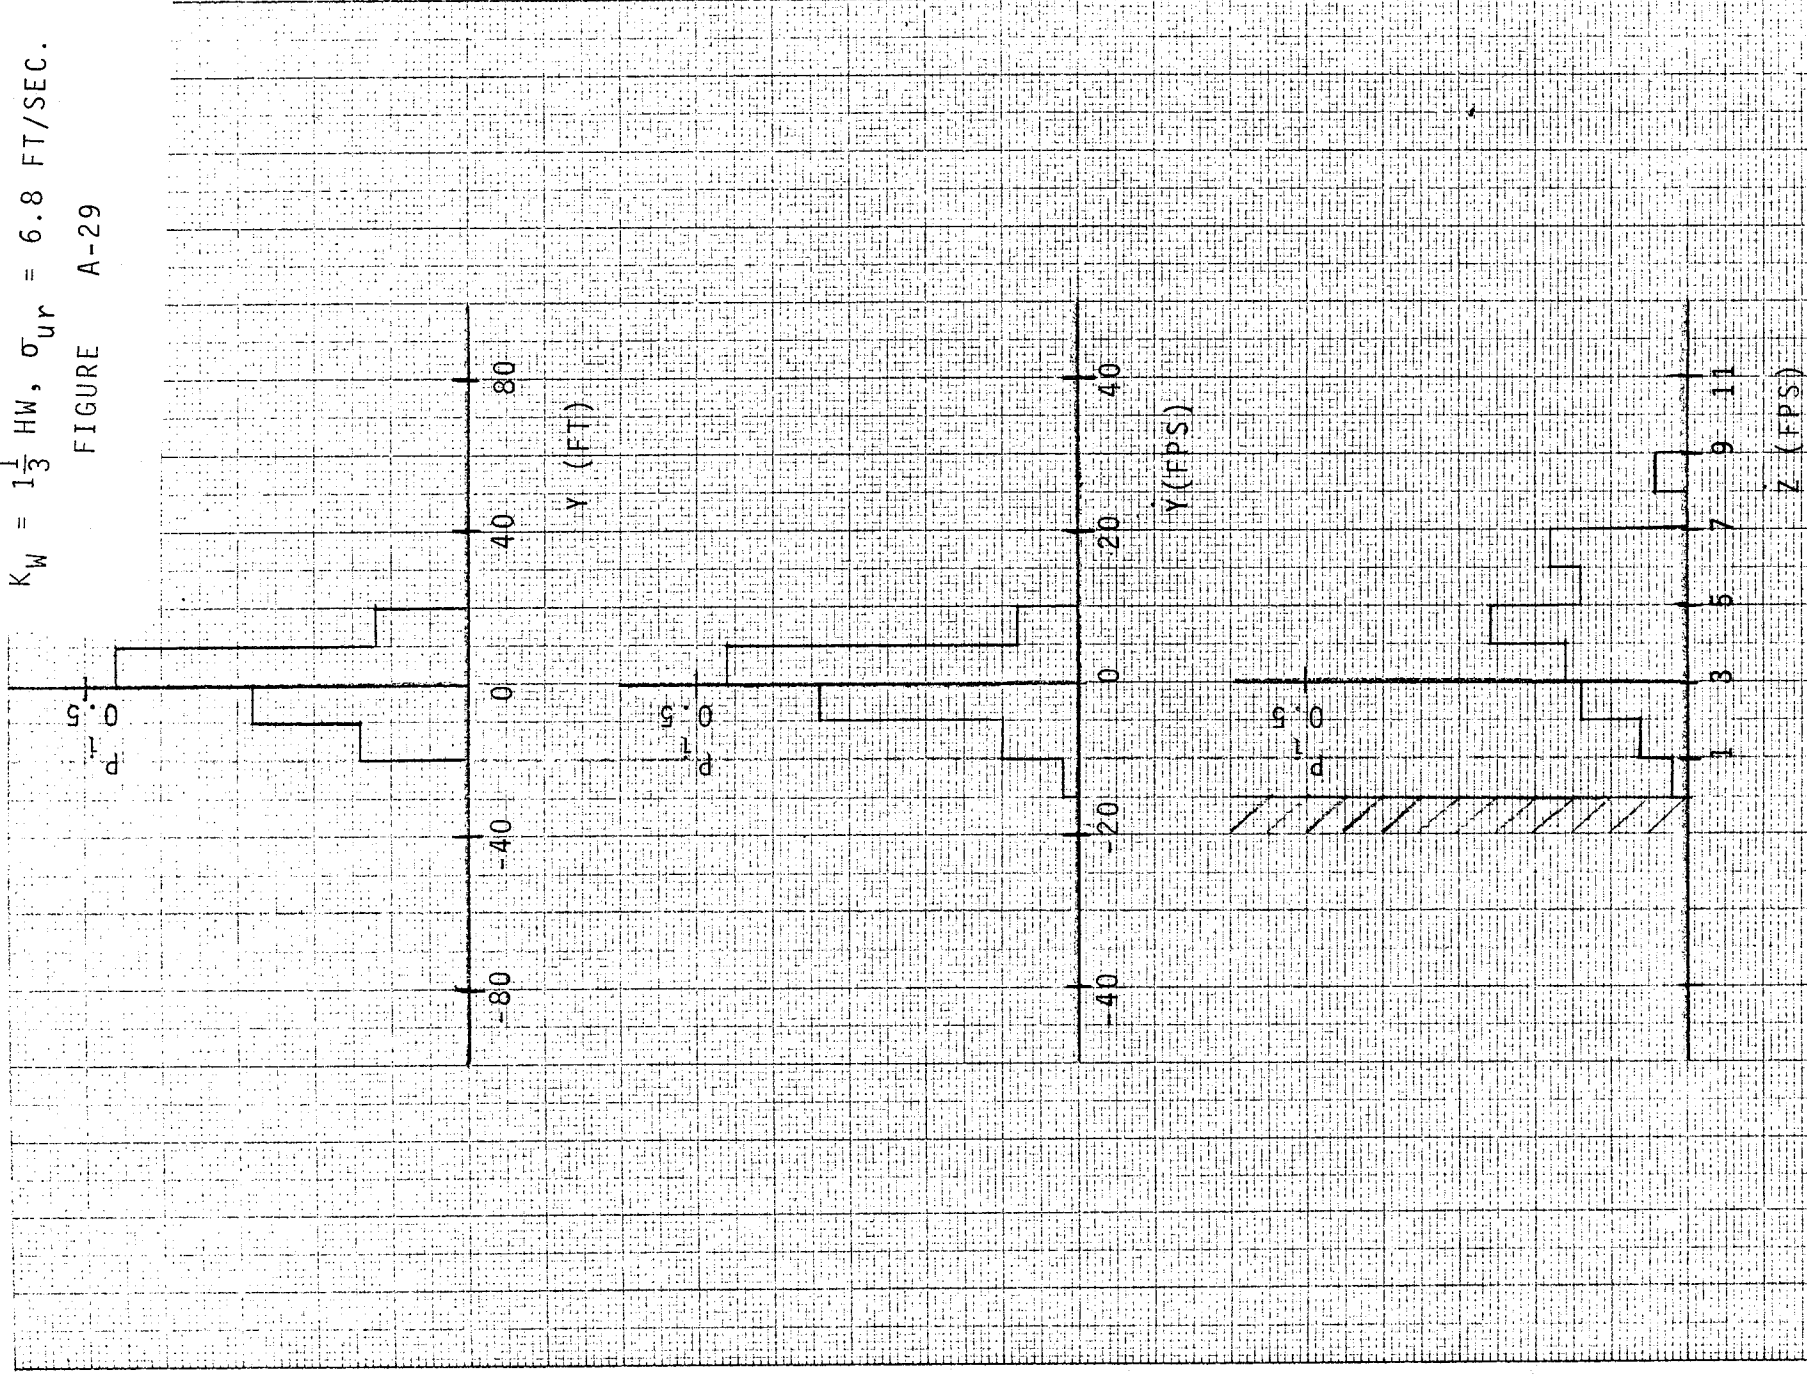 K_W = 1 1/3 HW, σ_ur = 6.8 FT/SEC.
FIGURE A-29
0.5
P_i
-80 -40 0 40 80
Y (FT)
0.5
P_i
-40 -20 0 20 40
Ẏ(FPS)
0.5
P_i
1 3 5 7 9 11
Ż (FPS)